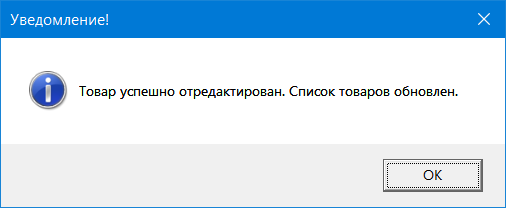 Уведомление!
Товар успешно отредактирован. Список товаров обновлен.
OK